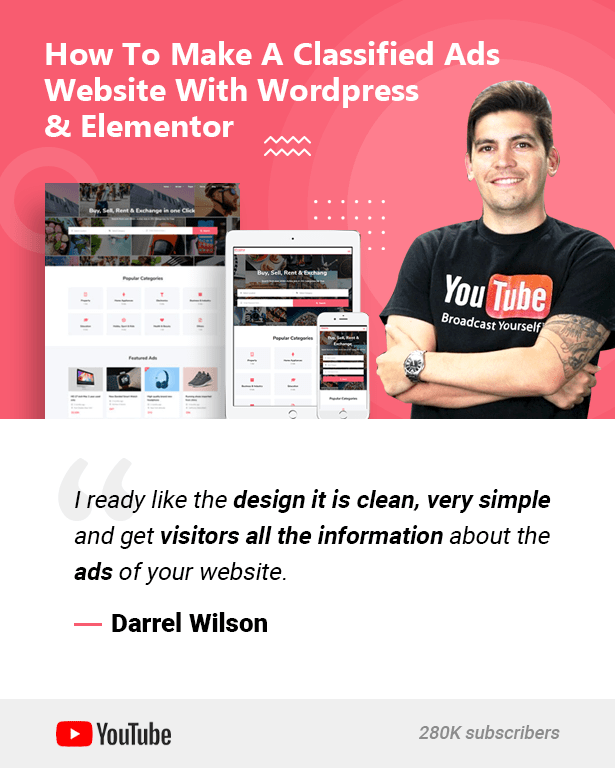 How To Make A Classified Ads
Website With Wordpress
& Elementor
Buy, Sell, Rent & Exchange in one Click
Popular Categories
Featured Ads
Buy, Sell, Rent & Exchang
Popular Categories
Buy, Sell, Rent &
Exchange
Popular Categories
You Tube
Broadcast Yourself
I ready like the design it is clean, very simple
and get visitors all the information about the
ads of your website.
Darrel Wilson
YouTube
280K subscribers